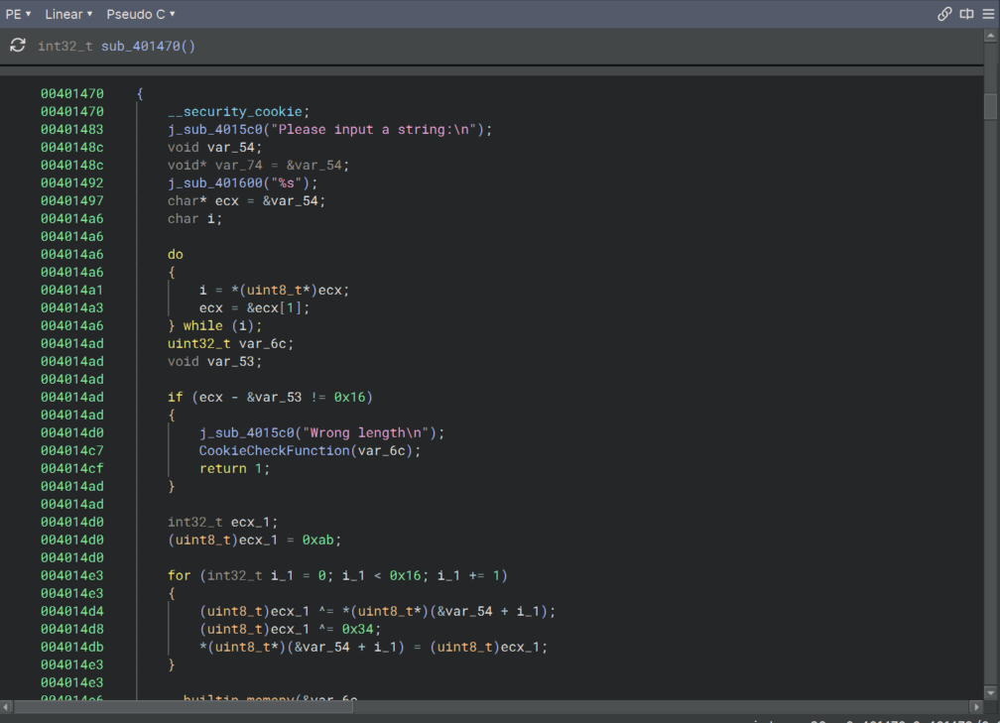 PE▾ Linear▾ Pseudo C▾
int32_t sub_401470()
00401470 {
00401470 __security_cookie;
00401483 j_sub_4015c0("Please input a string:\n");
0040148c void var_54;
0040148c void* var_74 = &var_54;
00401492 j_sub_401600("%s");
00401497 char* ecx = &var_54;
004014a6 char i;
004014a6
004014a6 do
004014a6 {
004014a1 i = *(uint8_t*)ecx;
004014a3 ecx = &ecx[1];
004014a6 } while (i);
004014ad uint32_t var_6c;
004014ad void var_53;
004014ad
004014ad if (ecx - &var_53 != 0x16)
004014ad {
004014d0 j_sub_4015c0("Wrong length\n");
004014c7 CookieCheckFunction(var_6c);
004014cf return 1;
004014ad }
004014ad
004014d0 int32_t ecx_1;
004014d0 (uint8_t)ecx_1 = 0xab;
004014d0
004014e3 for (int32_t i_1 = 0; i_1 < 0x16; i_1 += 1)
004014e3 {
004014d4 (uint8_t)ecx_1 ^= *(uint8_t*)(&var_54 + i_1);
004014d8 (uint8_t)ecx_1 ^= 0x34;
004014db *(uint8_t*)(&var_54 + i_1) = (uint8_t)ecx_1;
004014e3 }
004014e3
004014e6 __builtin_memcpy(&var_6c,